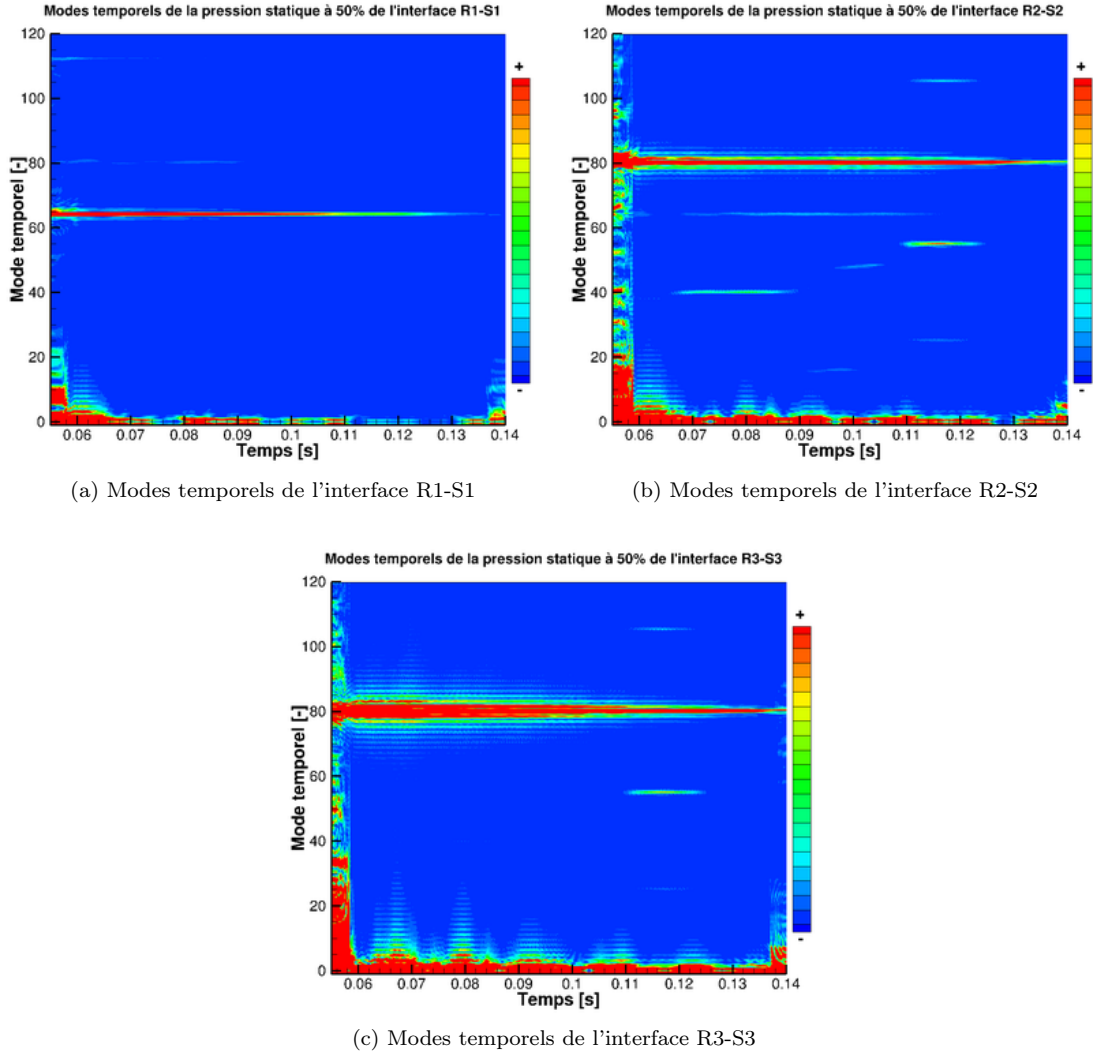 Modes temporels de la pression statique à 50% de l'interface R1-S1
Modes temporels de la pression statique à 50% de l'interface R2-S2
120
100
80
60
40
20
0
Mode temporel [-]
0.06 0.07 0.08 0.09 0.1 0.11 0.12 0.13 0.14
Temps [s]
+
-
120
100
80
60
40
20
0
Mode temporel [-]
0.06 0.07 0.08 0.09 0.1 0.11 0.12 0.13 0.14
Temps [s]
+
-
(a) Modes temporels de l'interface R1-S1
(b) Modes temporels de l'interface R2-S2
Modes temporels de la pression statique à 50% de l'interface R3-S3
120
100
80
60
40
20
0
Mode temporel [-]
0.06 0.07 0.08 0.09 0.1 0.11 0.12 0.13 0.14
Temps [s]
+
-
(c) Modes temporels de l'interface R3-S3